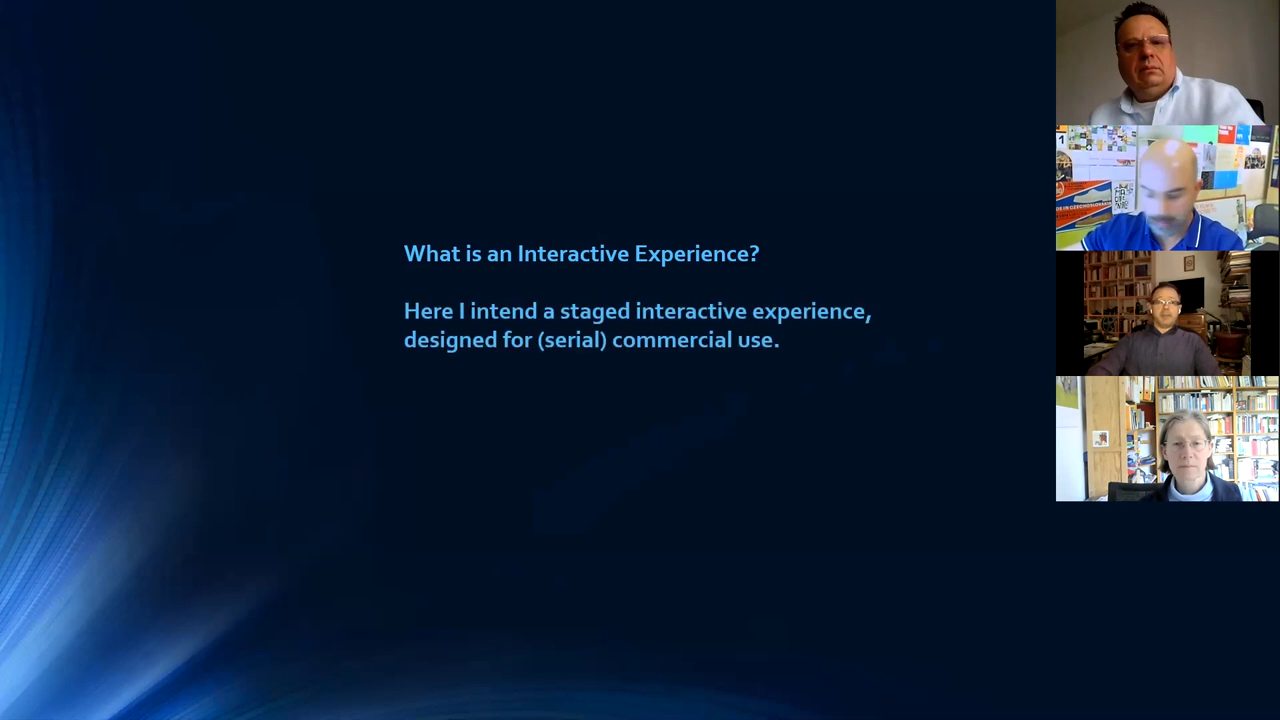 What is an Interactive Experience?
Here I intend a staged interactive experience,
designed for (serial) commercial use.